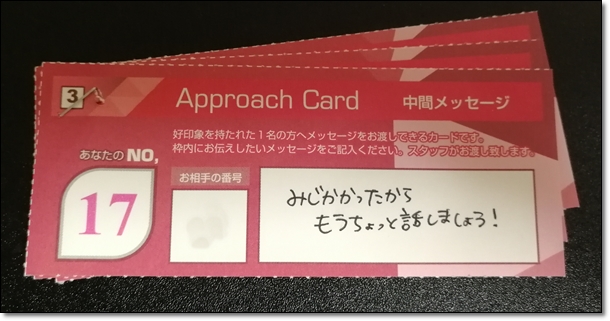 3
Approach Card 中間メッセージ
好印象を持たれた1名の方へメッセージをお渡しできるカードです。
枠内にお伝えしたいメッセージをご記入ください。スタッフがお渡し致します。
あなたの NO,
17
お相手の番号
みじかかったから
もうちょっと話しましょう!